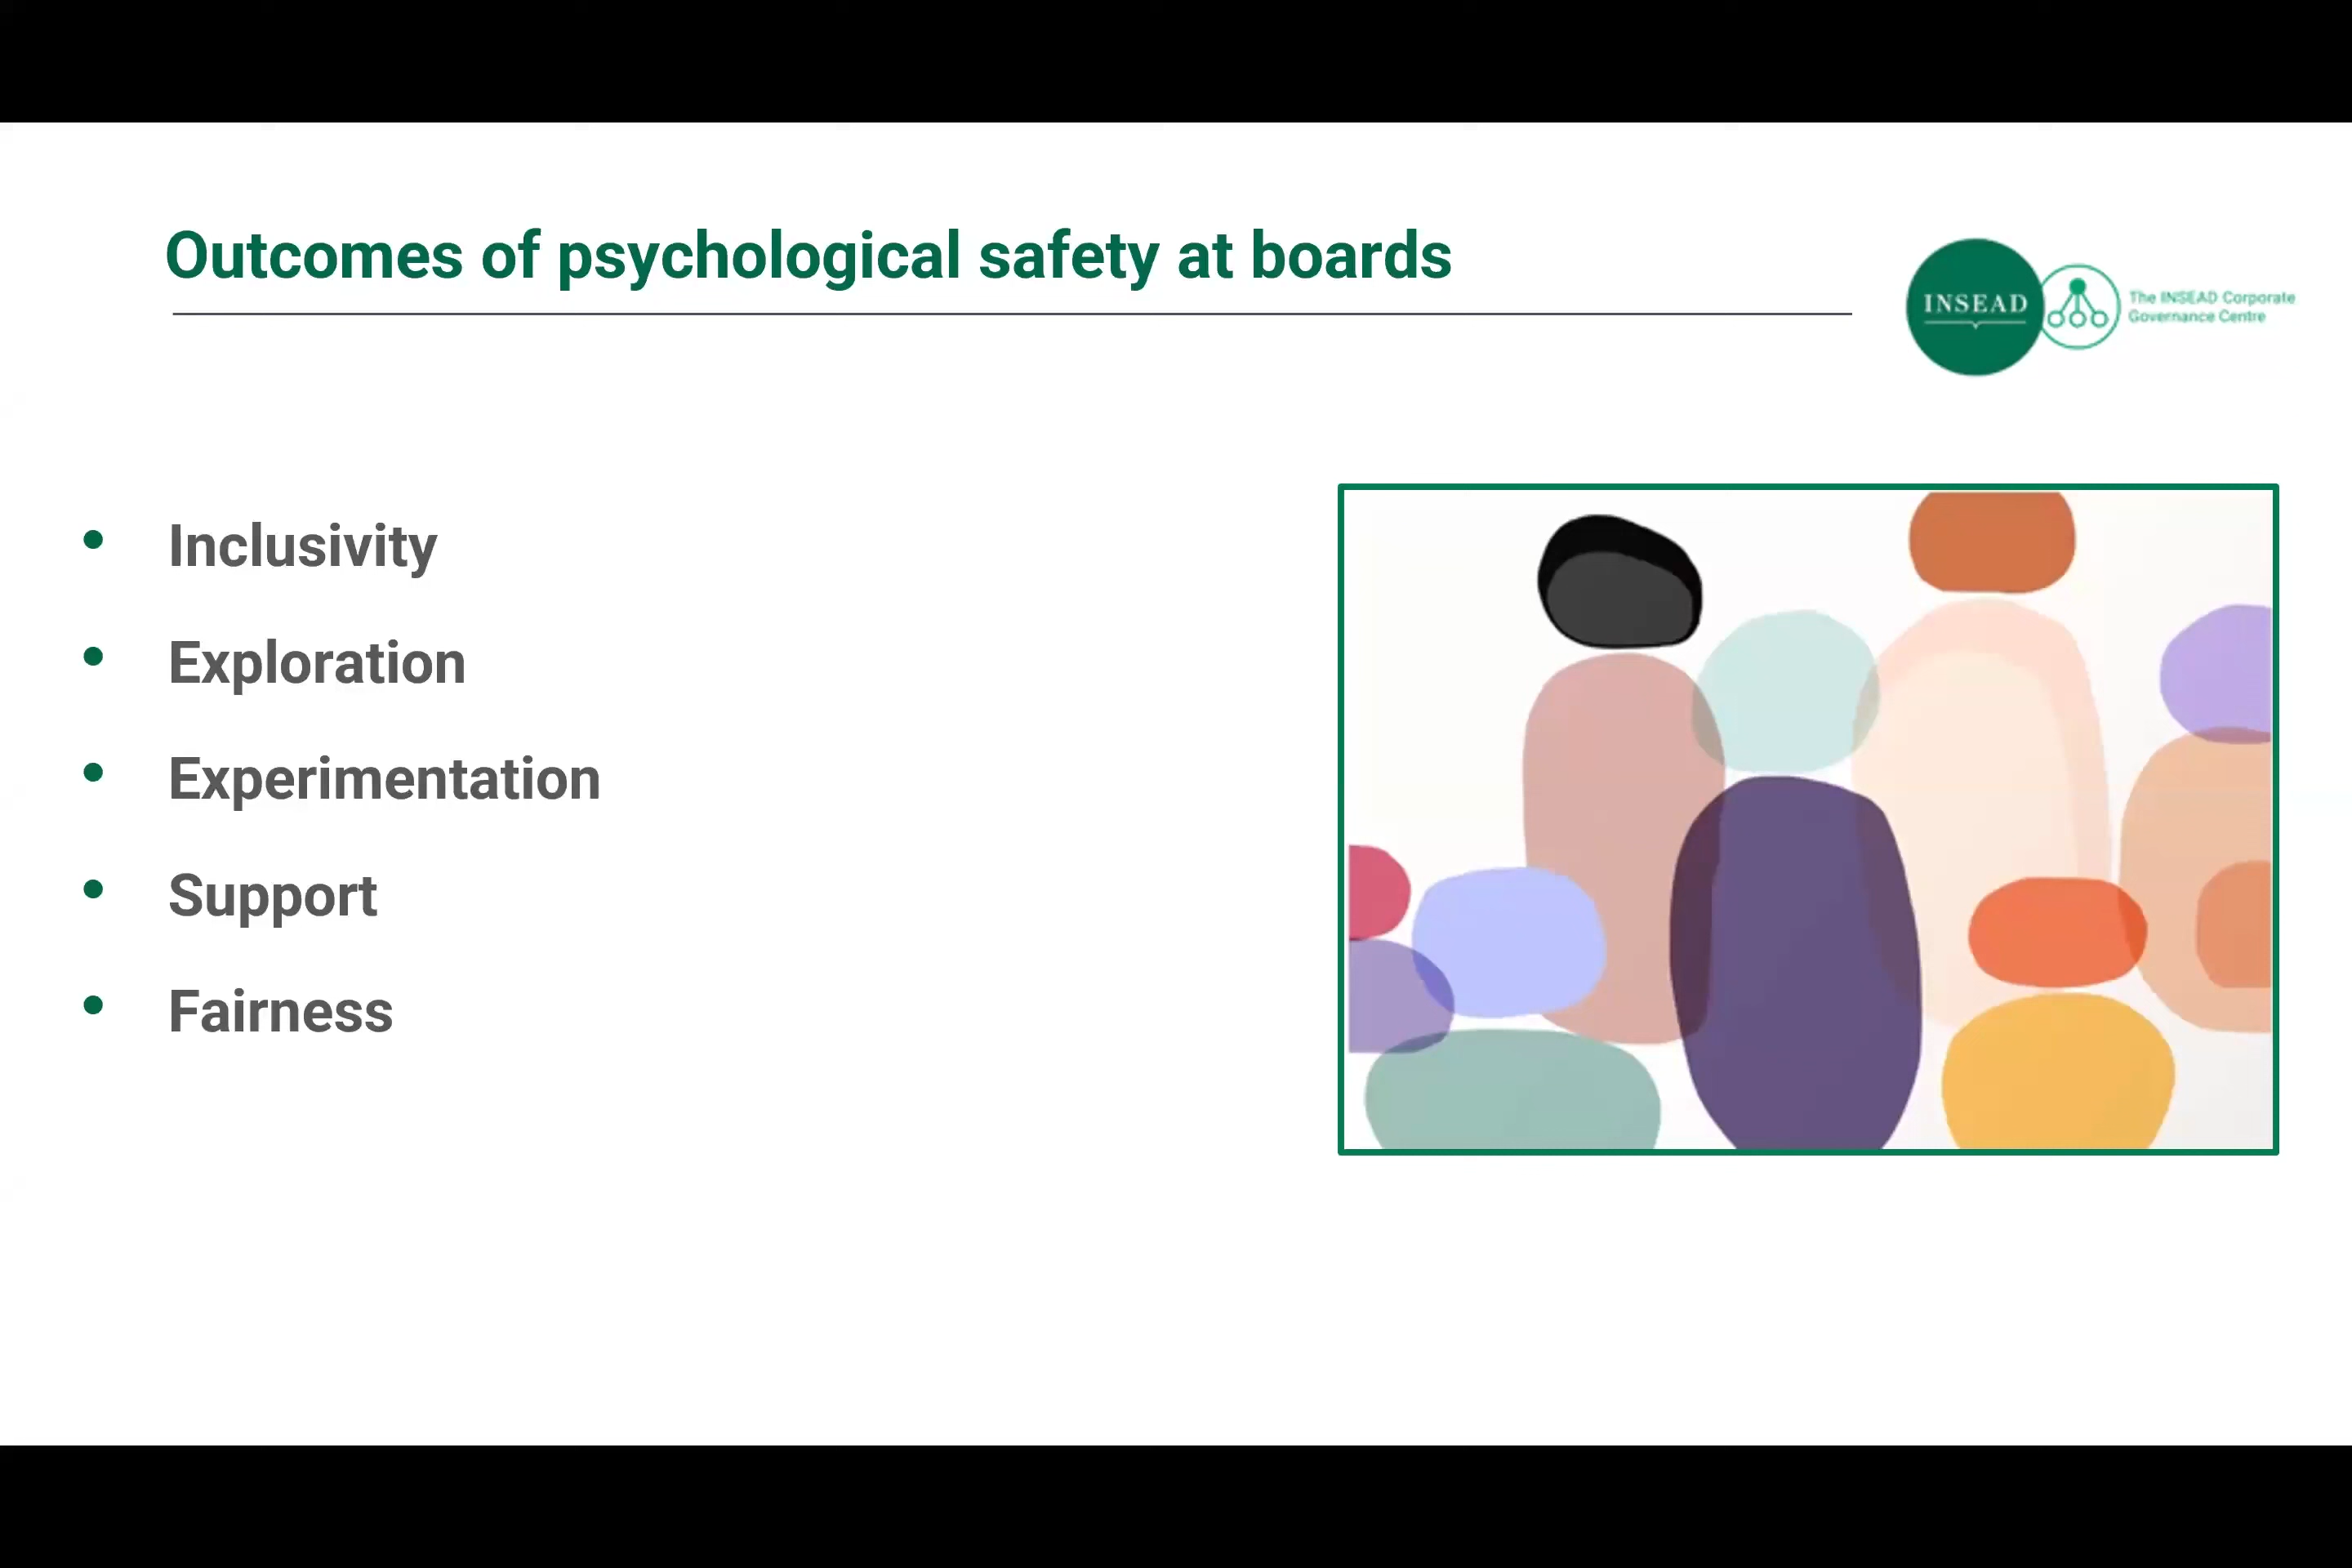 Outcomes of psychological safety at boards
INSEAD
The INSEAD Corporate
Governance Centre
Inclusivity
Exploration
Experimentation
Support
Fairness